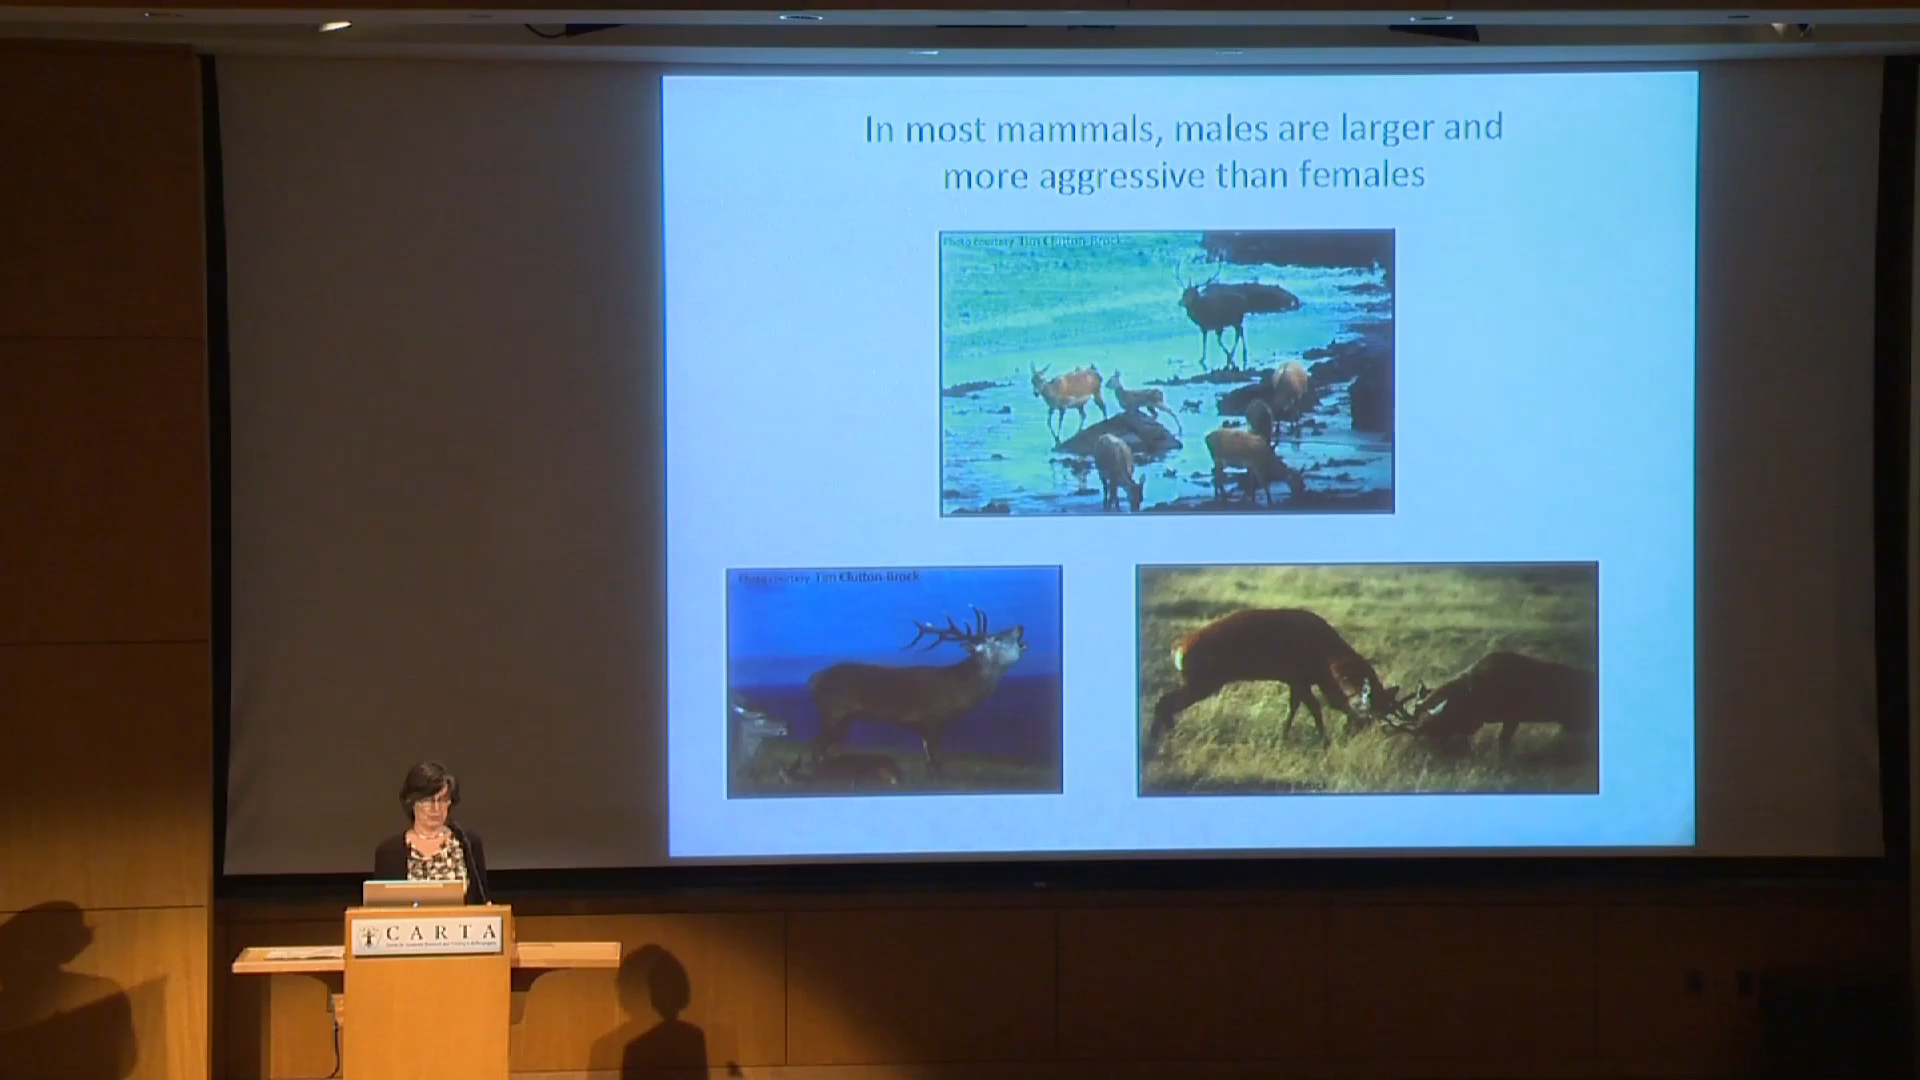 In most mammals, males are larger and
more aggressive than females
Photo courtesy Tim Clutton-Brock
Photo courtesy Tim Clutton-Brock
CARTA